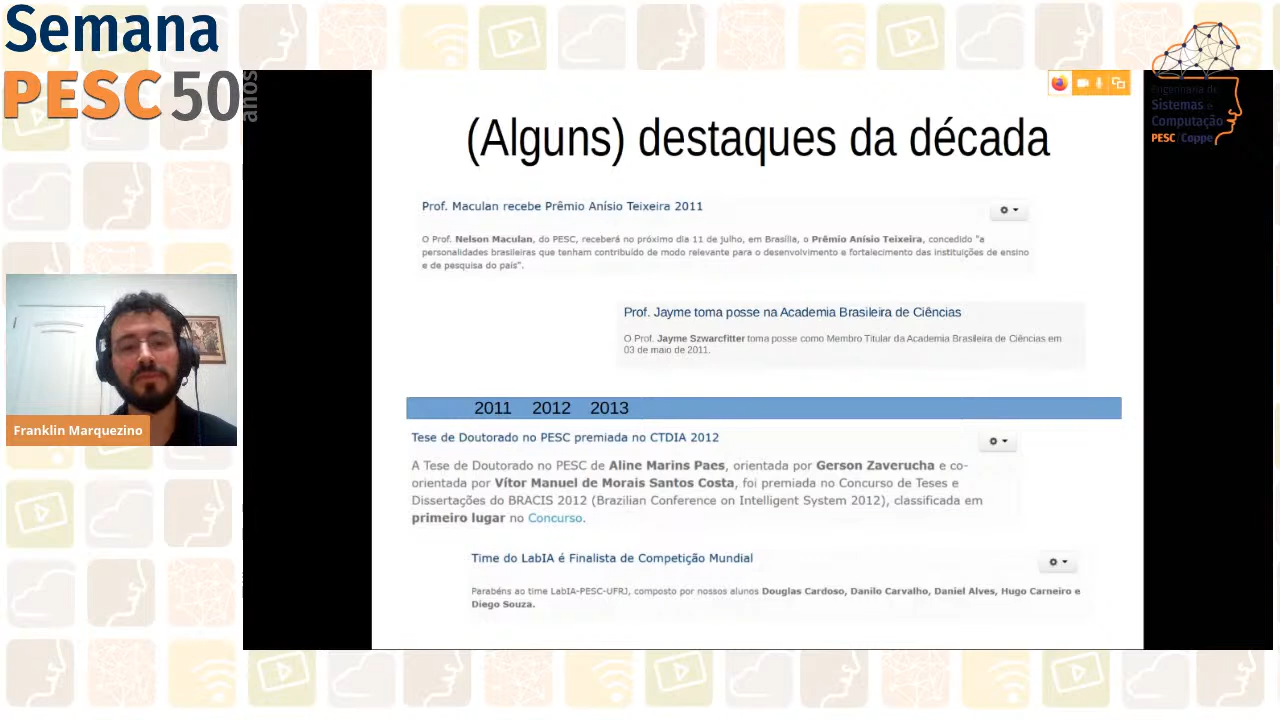 Semana
PESC 50
anos
Engenharia de
Sistemas e
Computação
PESC | Coppe
(Alguns) destaques da década
Prof. Maculan recebe Prêmio Anísio Teixeira 2011
O Prof. Nelson Maculan, do PESC, receberá no próximo dia 11 de julho, em Brasília, o Prêmio Anísio Teixeira, concedido "a
personalidades brasileiras que tenham contribuído de modo relevante para o desenvolvimento e fortalecimento das instituições de ensino
e de pesquisa do país".
Prof. Jayme toma posse na Academia Brasileira de Ciências
O Prof. Jayme Szwarcfitter toma posse como Membro Titular da Academia Brasileira de Ciências em
03 de maio de 2011.
2011 2012 2013
Tese de Doutorado no PESC premiada no CTDIA 2012
A Tese de Doutorado no PESC de Aline Marins Paes, orientada por Gerson Zaverucha e co-
orientada por Vítor Manuel de Morais Santos Costa, foi premiada no Concurso de Teses e
Dissertações do BRACIS 2012 (Brazilian Conference on Intelligent System 2012), classificada em
primeiro lugar no Concurso.
Time do LabIA é Finalista de Competição Mundial
Parabéns ao time LabIA-PESC-UFRJ, composto por nossos alunos Douglas Cardoso, Danilo Carvalho, Daniel Alves, Hugo Carneiro e
Diego Souza.
Franklin Marquezino